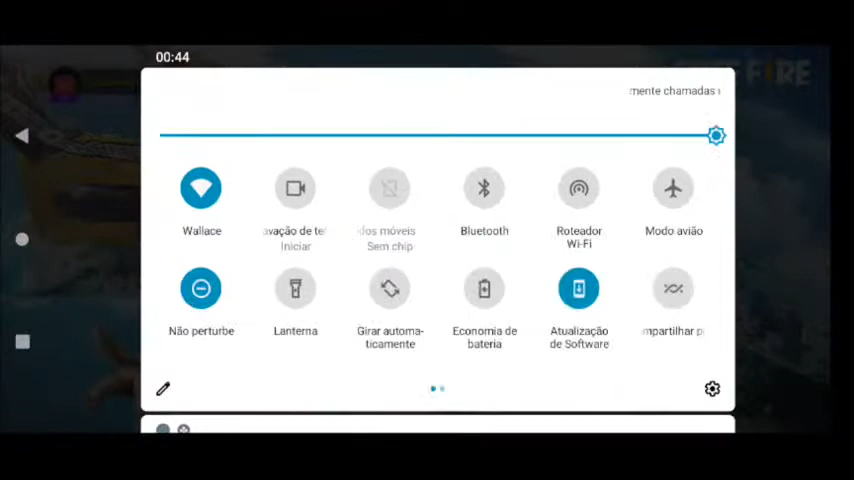 00:44
FIRE
mente chamadas
Wallace
avação de te
Iniciar
dos móveis
Sem chip
Bluetooth
Roteador
Wi-Fi
Modo avião
Não perturbe
Lanterna
Girar automa-
ticamente
Economia de
bateria
Atualização
de Software
mpartilhar p